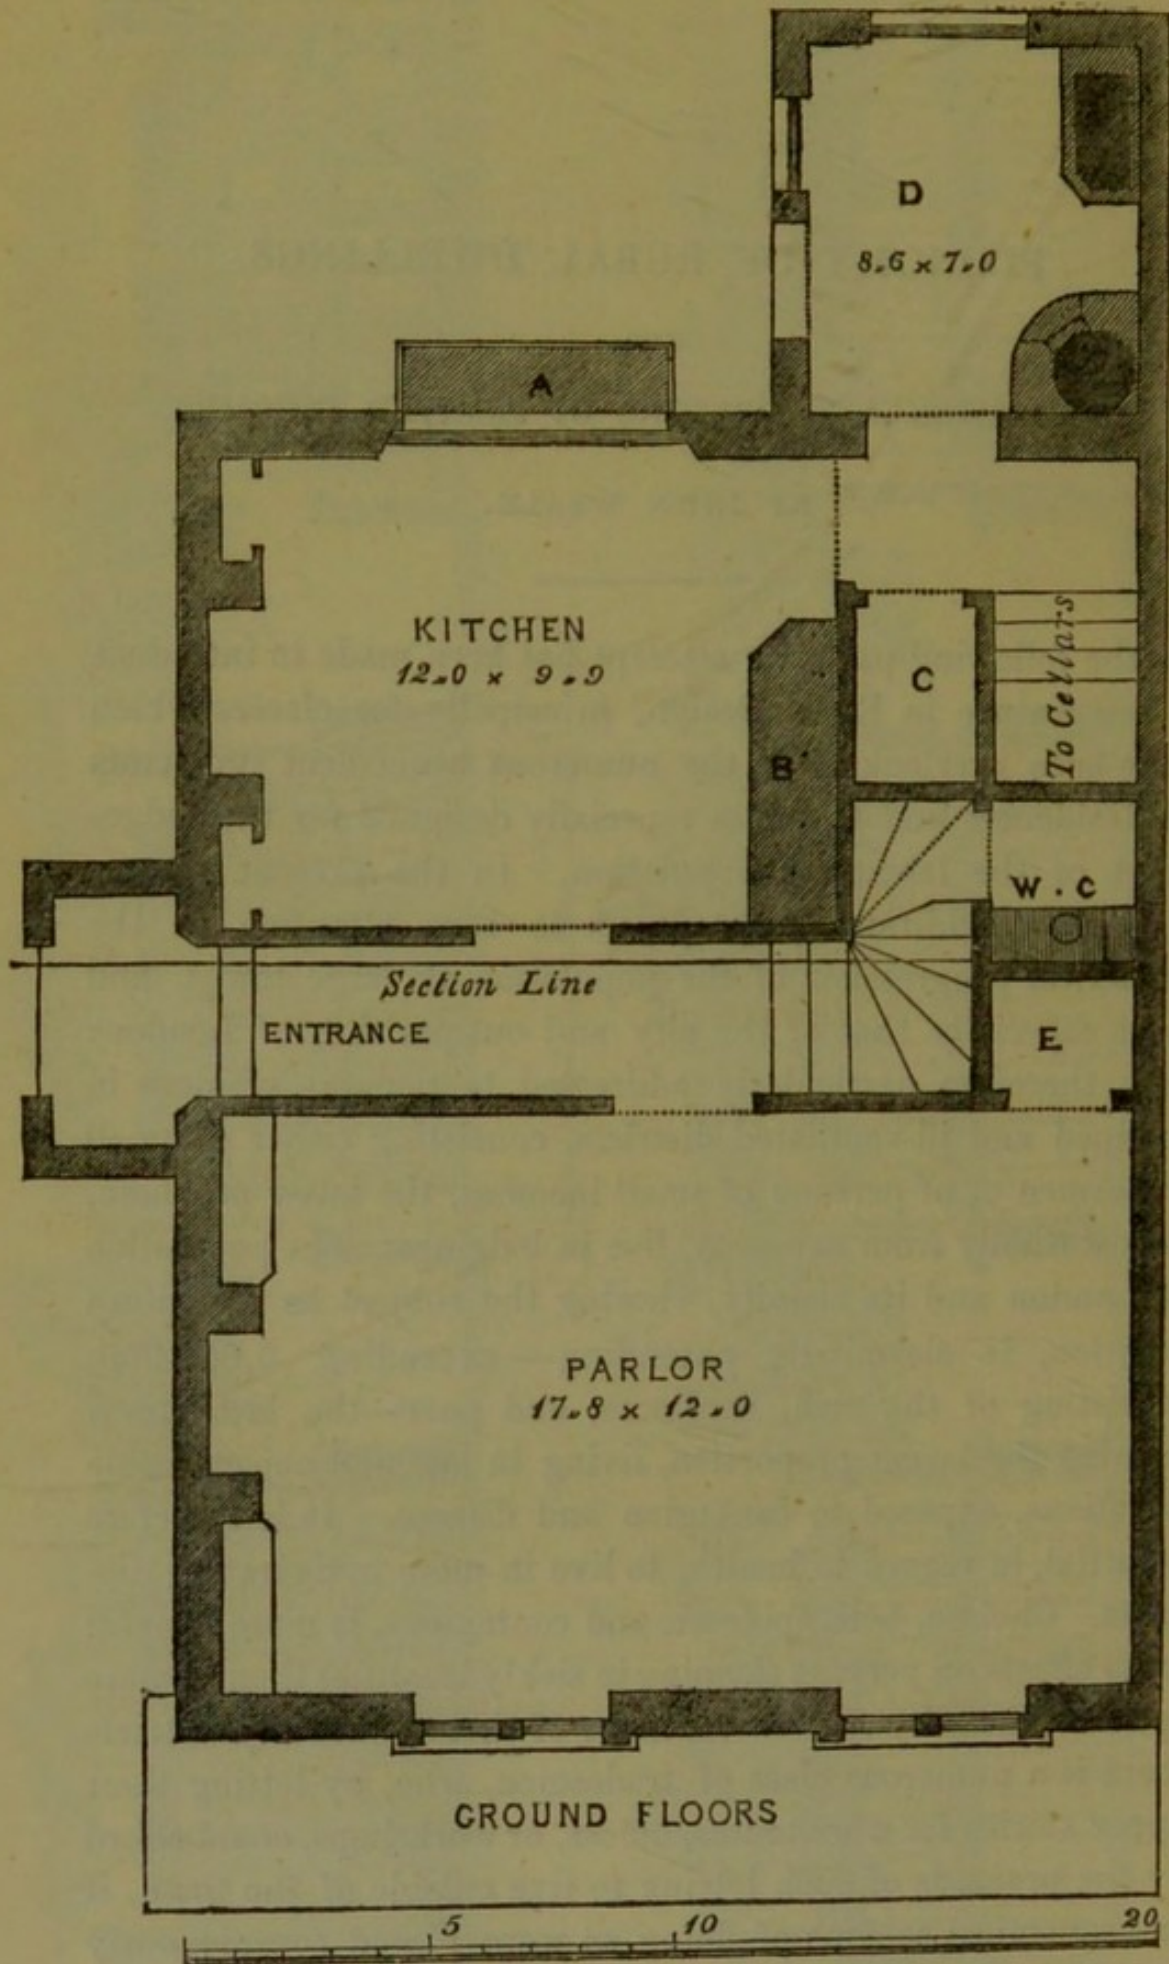 D
8.6 x 7.0
A
KITCHEN
12.0 x 9.9
B
C
To Cellars
W.C
Section Line
ENTRANCE
E
PARLOR
17.8 x 12.0
GROUND FLOORS
5 10 20